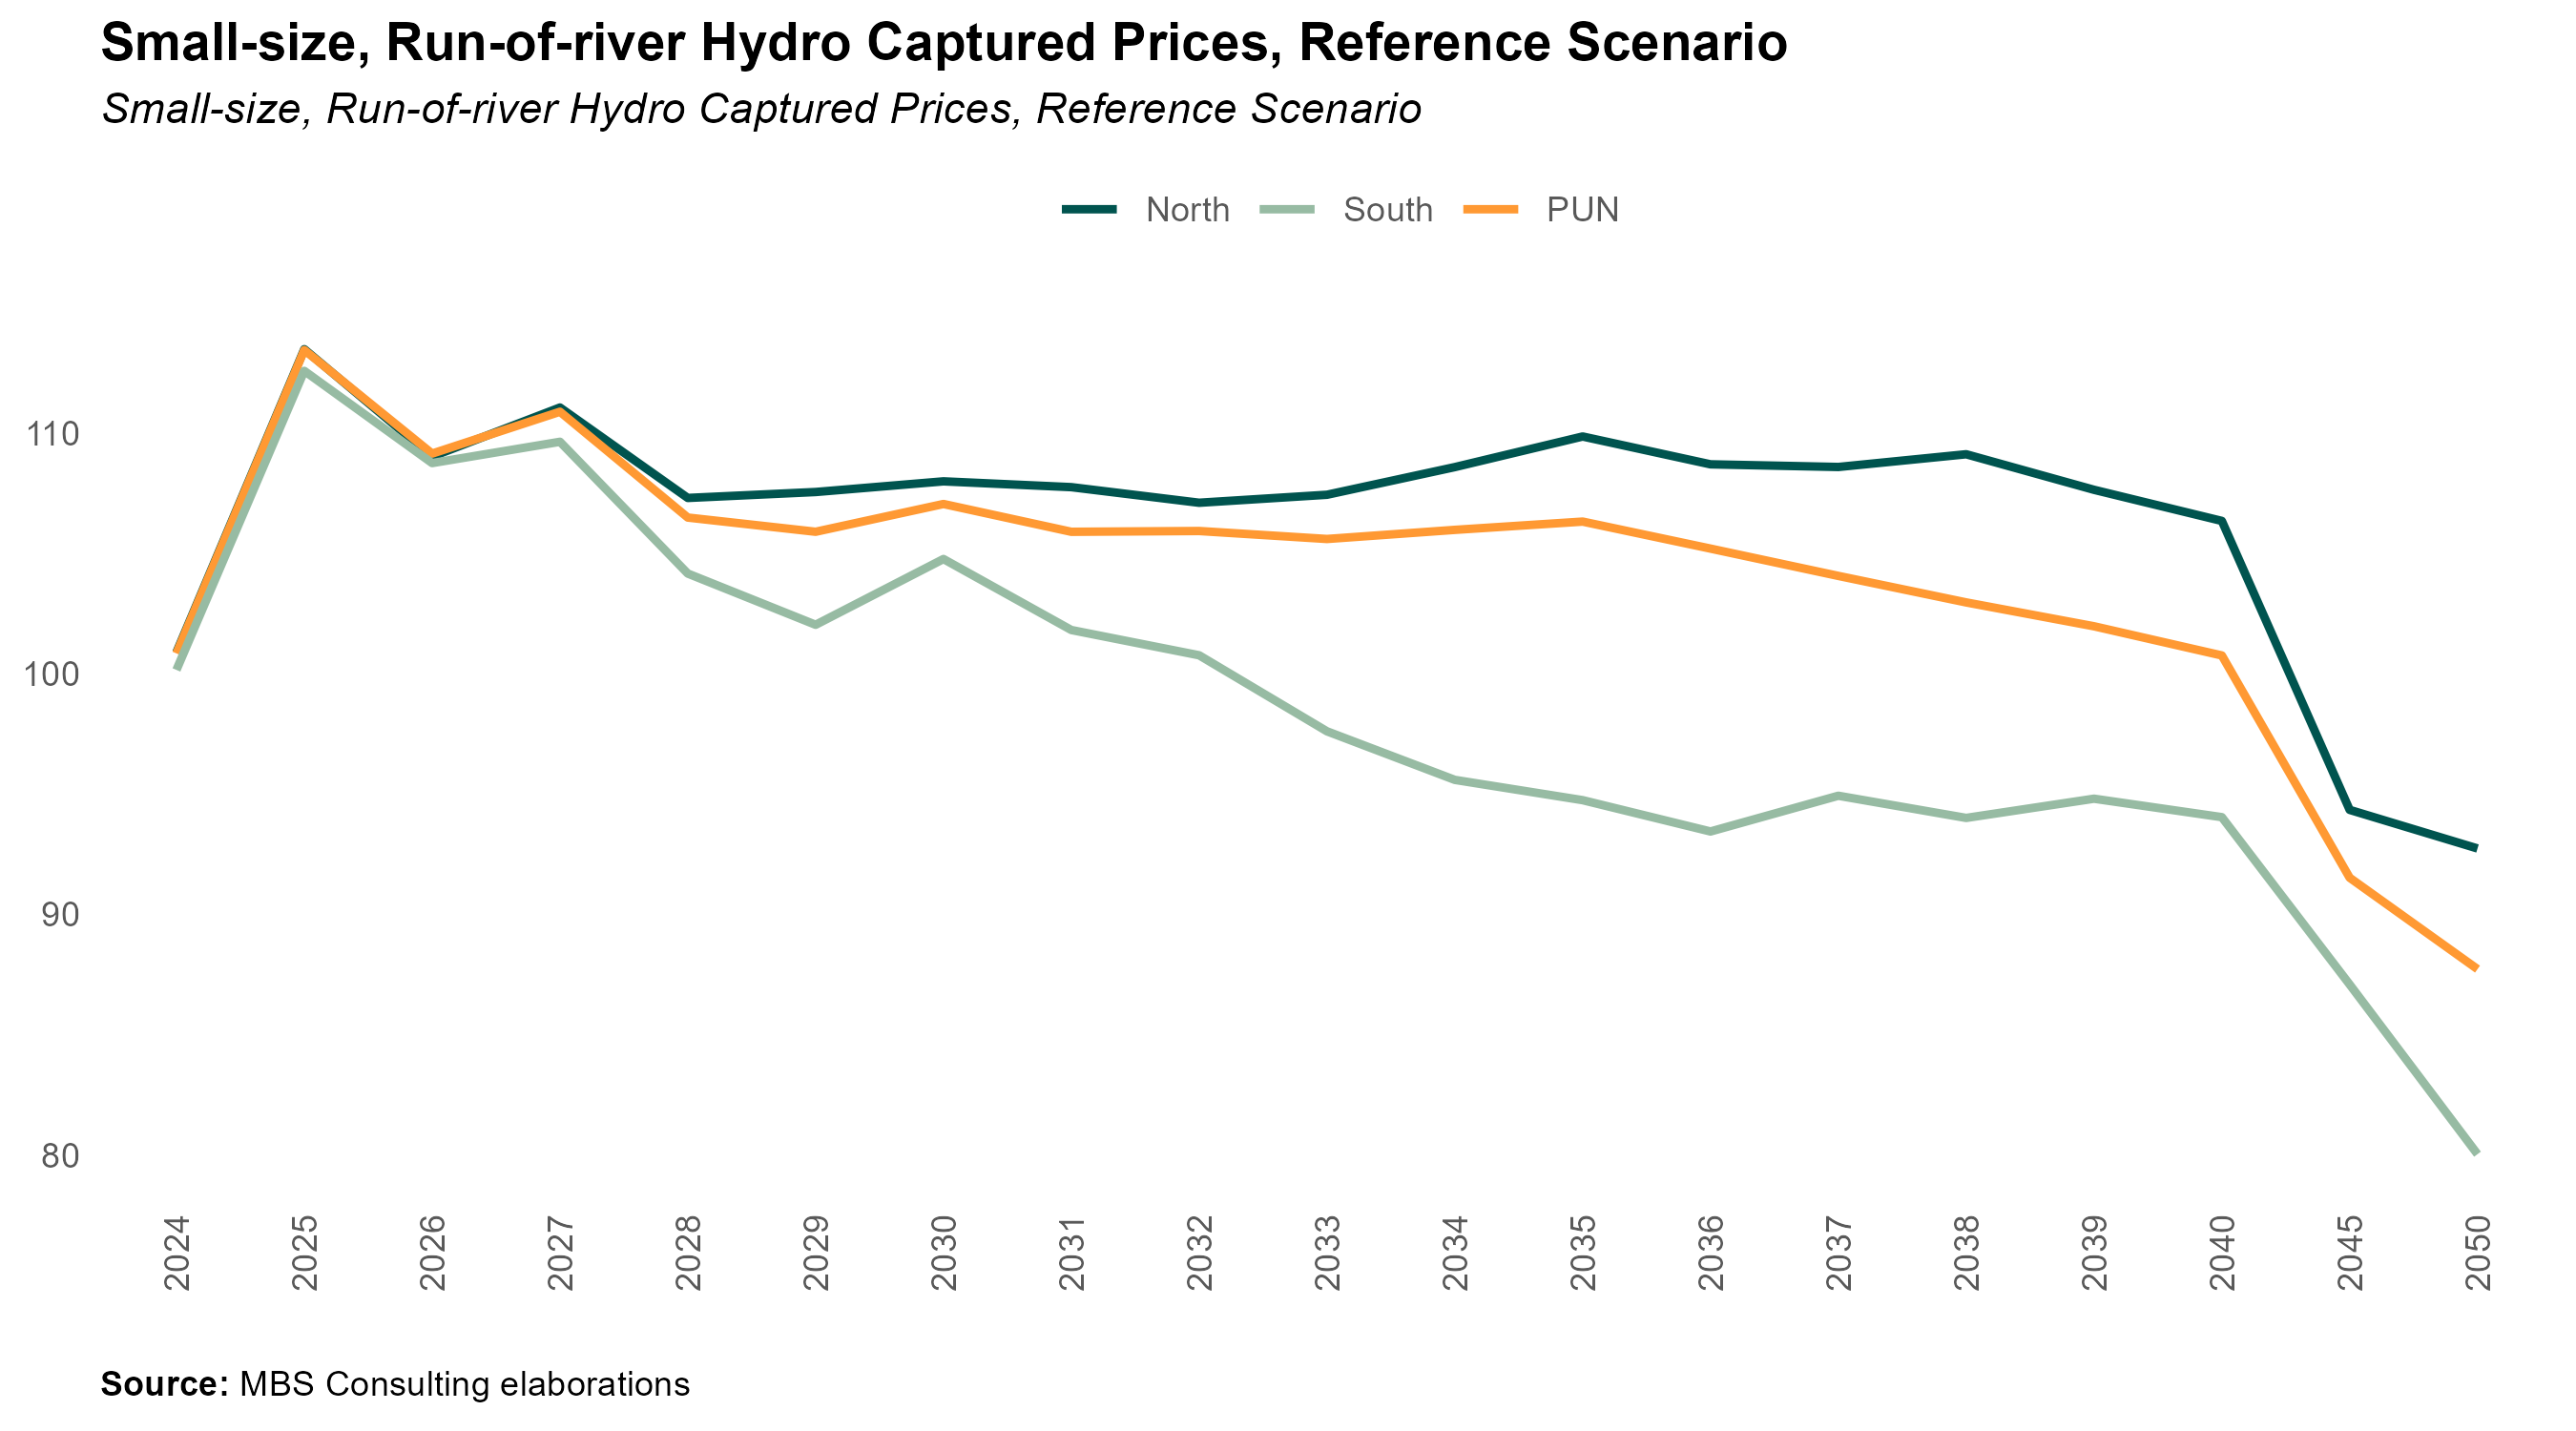 Small-size, Run-of-river Hydro Captured Prices, Reference Scenario
Small-size, Run-of-river Hydro Captured Prices, Reference Scenario
North South PUN
110
100
90
80
2024 2025 2026 2027 2028 2029 2030 2031 2032 2033 2034 2035 2036 2037 2038 2039 2040 2045 2050
Source: MBS Consulting elaborations